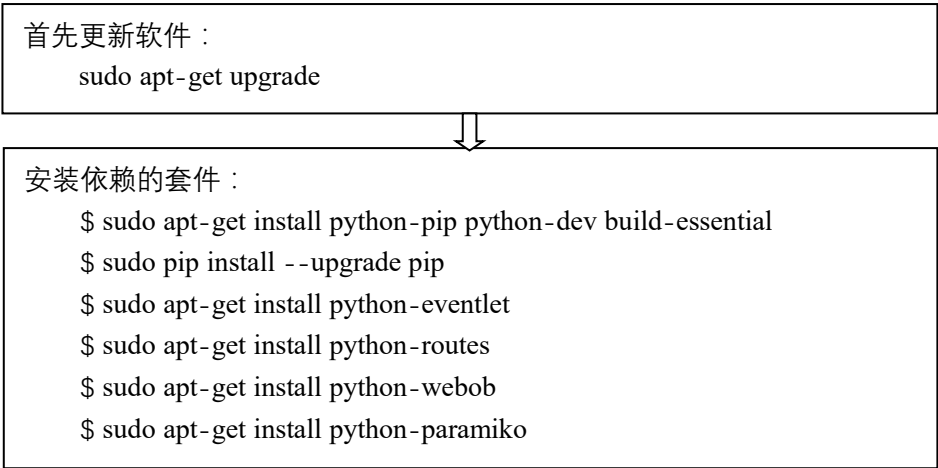 首先更新软件：
sudo apt-get upgrade
安装依赖的套件：
$ sudo apt-get install python-pip python-dev build-essential
$ sudo pip install --upgrade pip
$ sudo apt-get install python-eventlet
$ sudo apt-get install python-routes
$ sudo apt-get install python-webob
$ sudo apt-get install python-paramiko